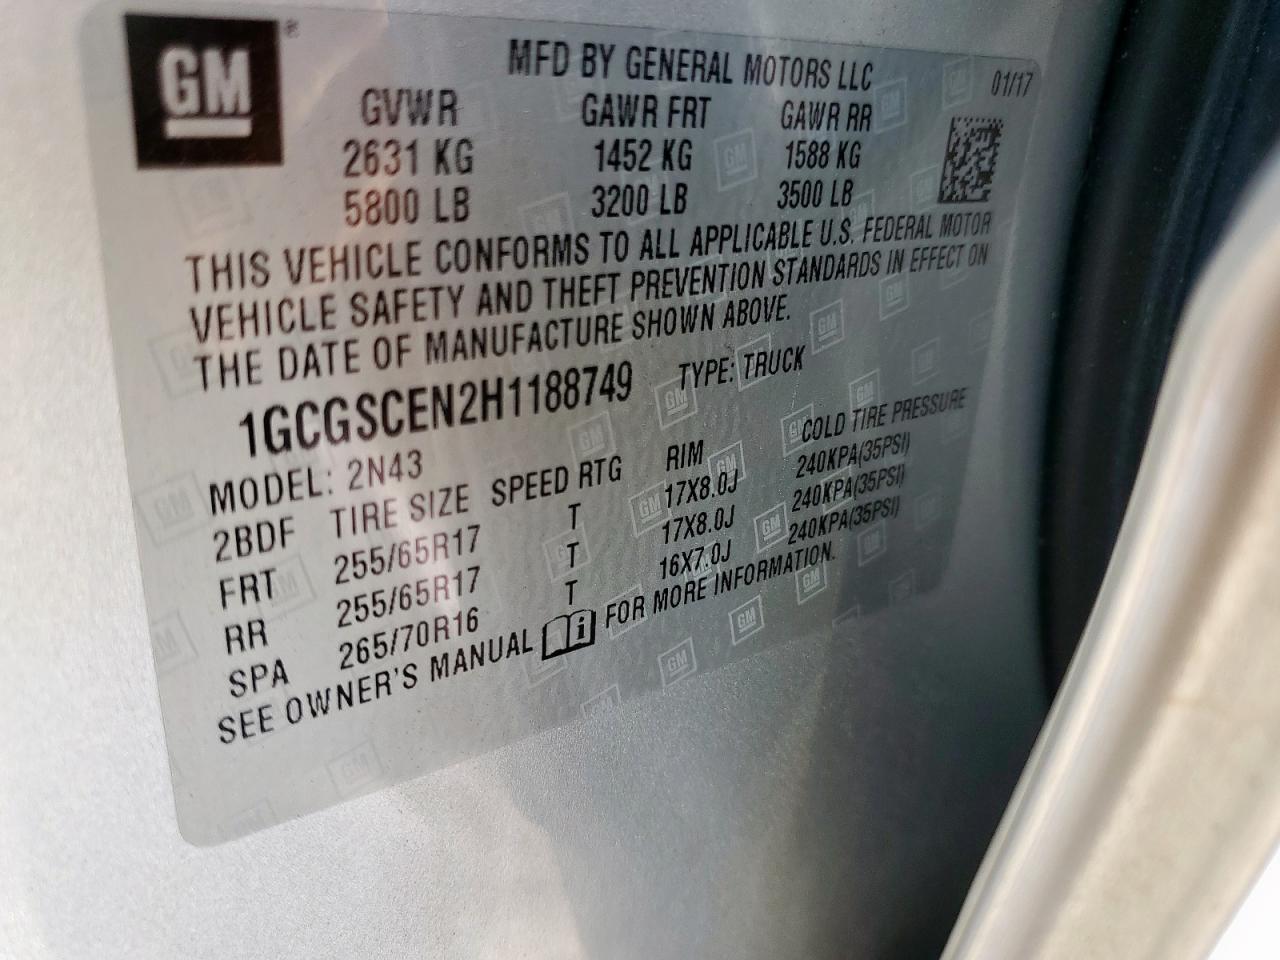 GM ®
MFD BY GENERAL MOTORS LLC 01/17
GVWR GAWR FRT GAWR RR
2631 KG 1452 KG 1588 KG
5800 LB 3200 LB 3500 LB
THIS VEHICLE CONFORMS TO ALL APPLICABLE U.S. FEDERAL MOTOR
VEHICLE SAFETY AND THEFT PREVENTION STANDARDS IN EFFECT ON
THE DATE OF MANUFACTURE SHOWN ABOVE.
1GCGSCEN2H1188749 TYPE: TRUCK
MODEL: 2N43
2BDF TIRE SIZE SPEED RTG RIM COLD TIRE PRESSURE
FRT 255/65R17 T 17X8.0J 240KPA(35PSI)
RR 255/65R17 T 17X8.0J 240KPA(35PSI)
SPA 265/70R16 T 16X7.0J 240KPA(35PSI)
SEE OWNER'S MANUAL i FOR MORE INFORMATION.